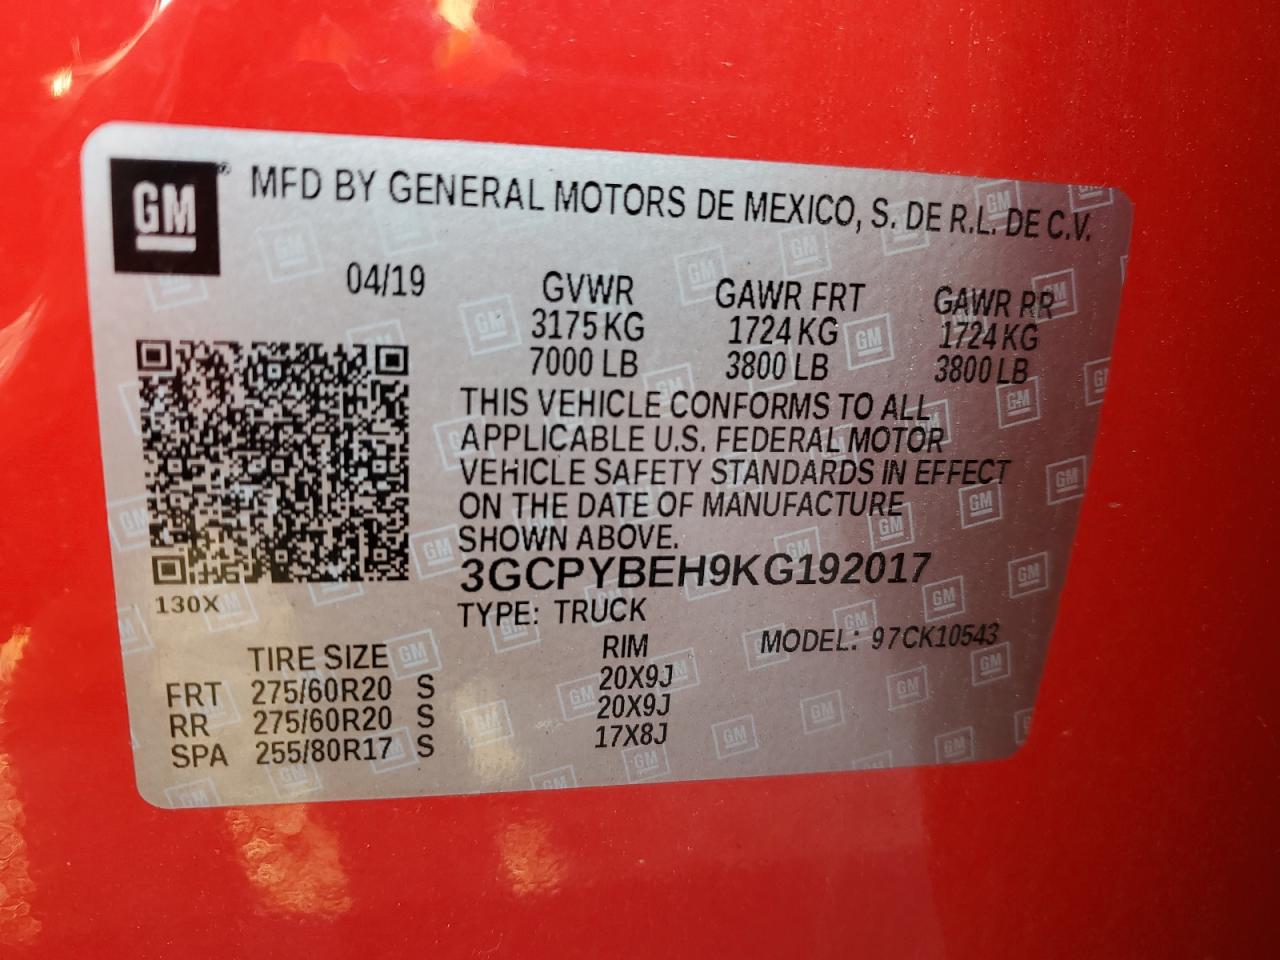 GM MFD BY GENERAL MOTORS DE MEXICO, S. DE R.L. DE C.V.
04/19 GVWR GAWR FRT GAWR RR
3175 KG 1724 KG 1724 KG
7000 LB 3800 LB 3800 LB
THIS VEHICLE CONFORMS TO ALL
APPLICABLE U.S. FEDERAL MOTOR
VEHICLE SAFETY STANDARDS IN EFFECT
ON THE DATE OF MANUFACTURE
SHOWN ABOVE.
3GCPYBEH9KG192017
130X
TYPE: TRUCK
MODEL: 97CK10543
TIRE SIZE RIM
FRT 275/60R20 S 20X9J
RR 275/60R20 S 20X9J
SPA 255/80R17 S 17X8J